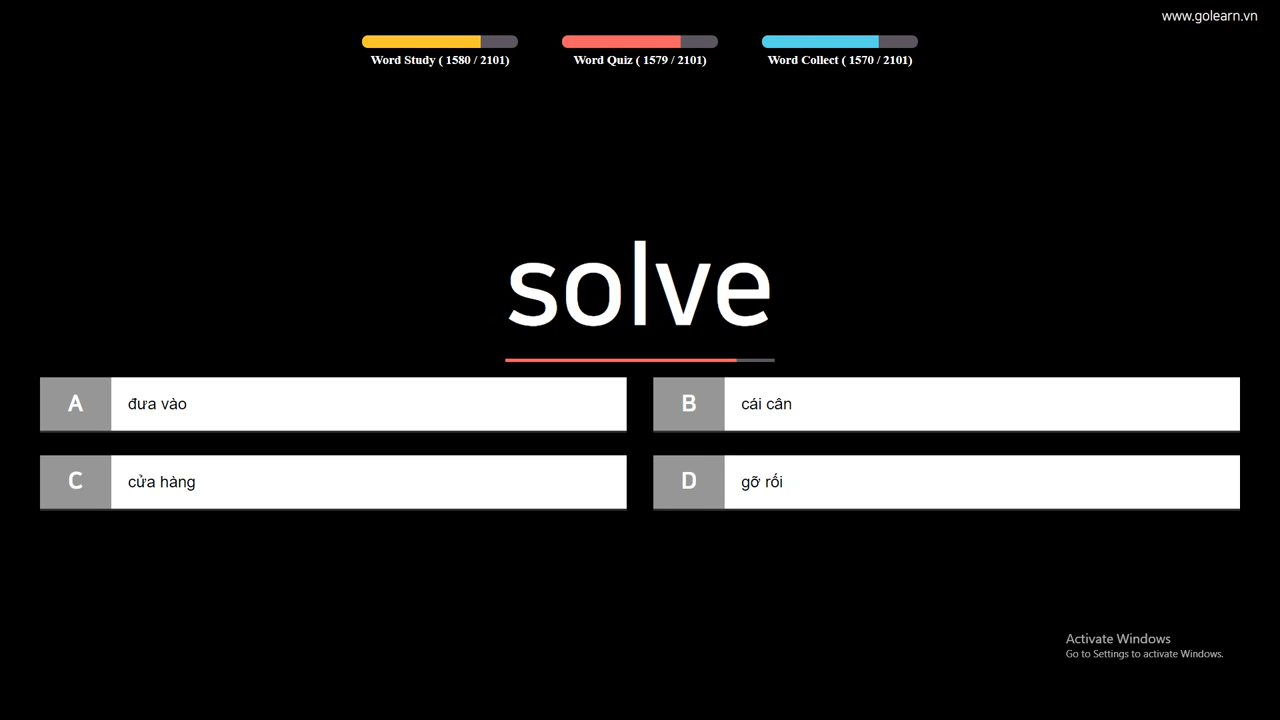 www.golearn.vn
Word Study ( 1580 / 2101)
Word Quiz ( 1579 / 2101)
Word Collect ( 1570 / 2101)
solve
A đưa vào
B cái cân
C cửa hàng
D gỡ rối
Activate Windows
Go to Settings to activate Windows.